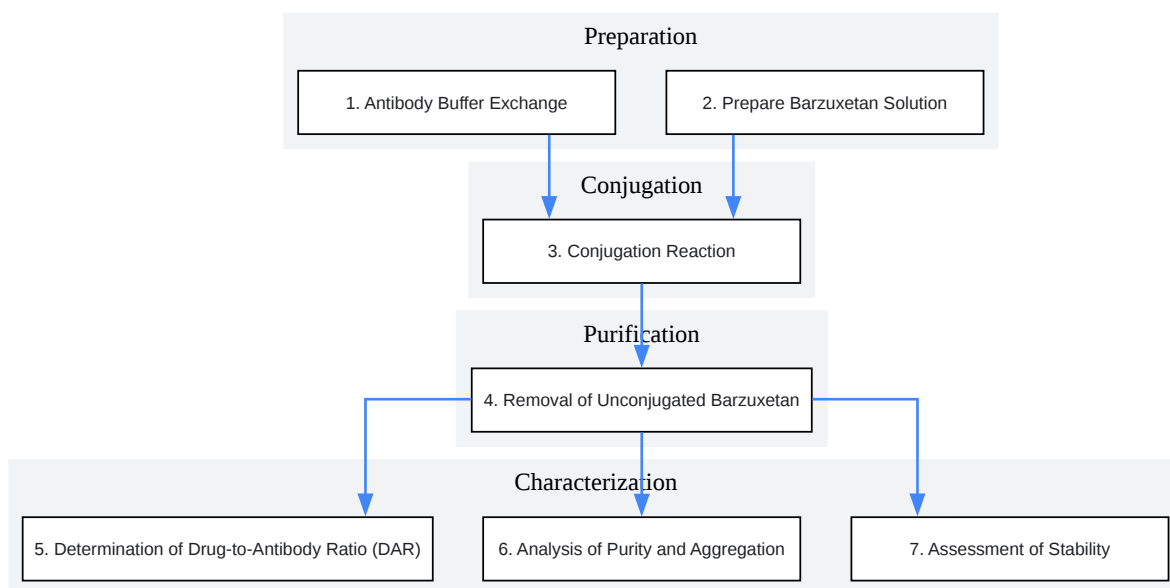 Preparation
1. Antibody Buffer Exchange
2. Prepare Barzuxetan Solution
Conjugation
3. Conjugation Reaction
Purification
4. Removal of Unconjugated Barzuxetan
Characterization
5. Determination of Drug-to-Antibody Ratio (DAR)
6. Analysis of Purity and Aggregation
7. Assessment of Stability